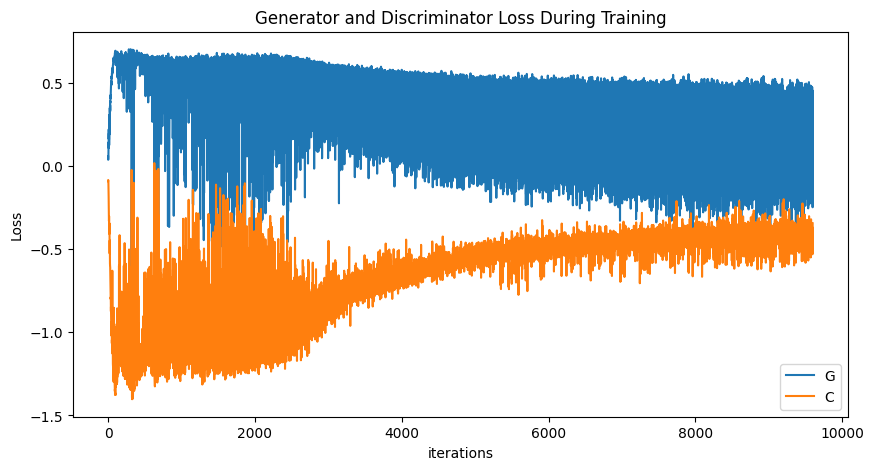 Generator and Discriminator Loss During Training
Loss
0.5
0.0
−0.5
−1.0
−1.5
0 2000 4000 6000 8000 10000
iterations
G
C